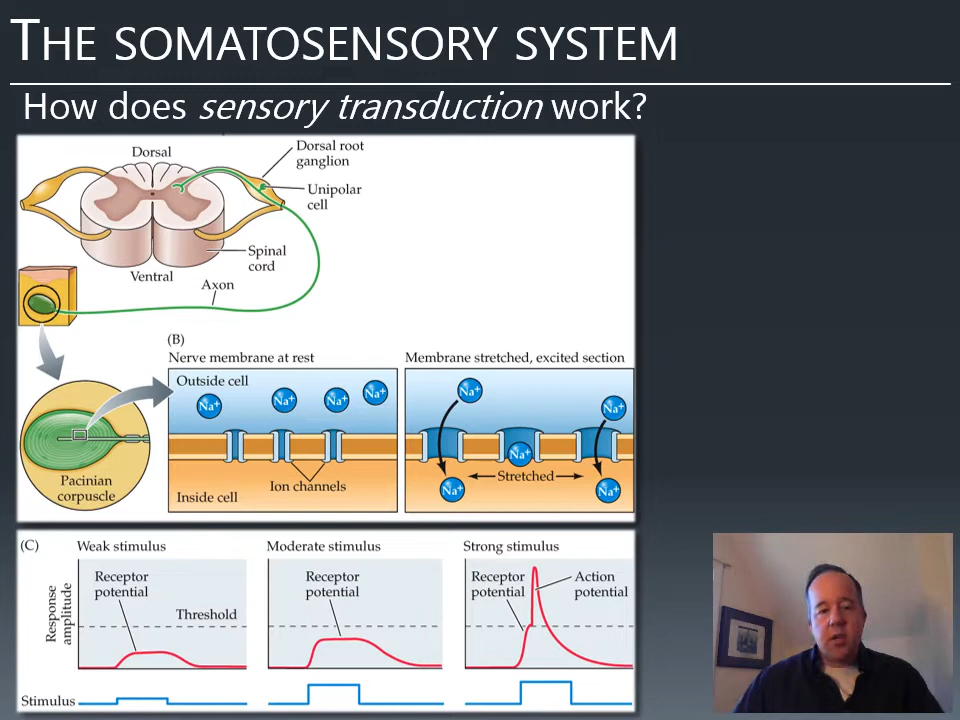 THE SOMATOSENSORY SYSTEM
How does sensory transduction work?
Dorsal
Dorsal root
ganglion
Unipolar
cell
Spinal
cord
Ventral
Axon
(B)
Nerve membrane at rest
Membrane stretched, excited section
Outside cell
Na+
Na+
Na+
Na+
Na+
Na+
Na+
Stretched
Na+
Na+
Ion channels
Inside cell
Pacinian
corpuscle
(C)
Weak stimulus
Moderate stimulus
Strong stimulus
Response
amplitude
Receptor
potential
Threshold
Receptor
potential
Receptor
potential
Action
potential
Stimulus